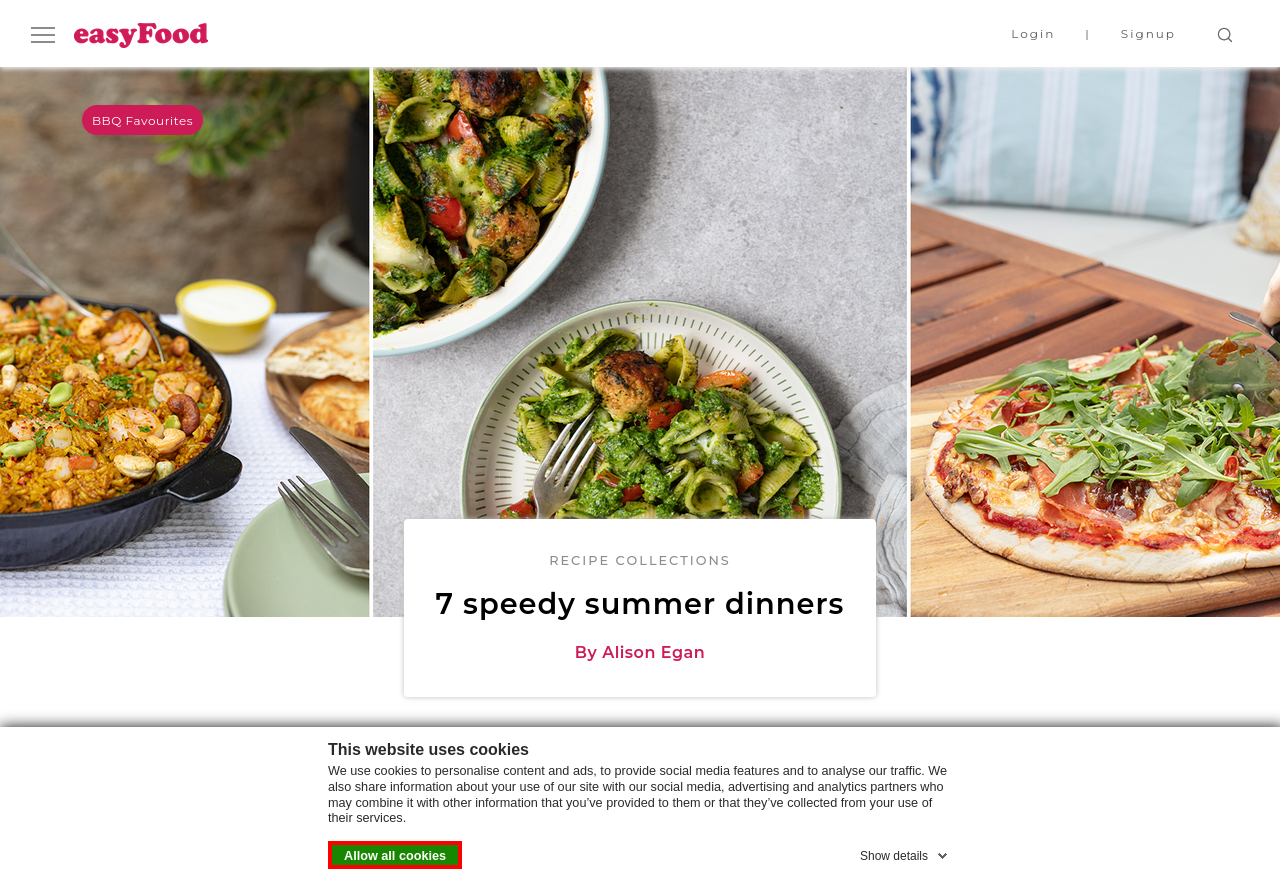 easyFood
Login | Signup
BBQ Favourites
RECIPE COLLECTIONS
7 speedy summer dinners
By Alison Egan
This website uses cookies
We use cookies to personalise content and ads, to provide social media features and to analyse our traffic. We
also share information about your use of our site with our social media, advertising and analytics partners who
may combine it with other information that you’ve provided to them or that they’ve collected from your use of
their services.
Allow all cookies
Show details